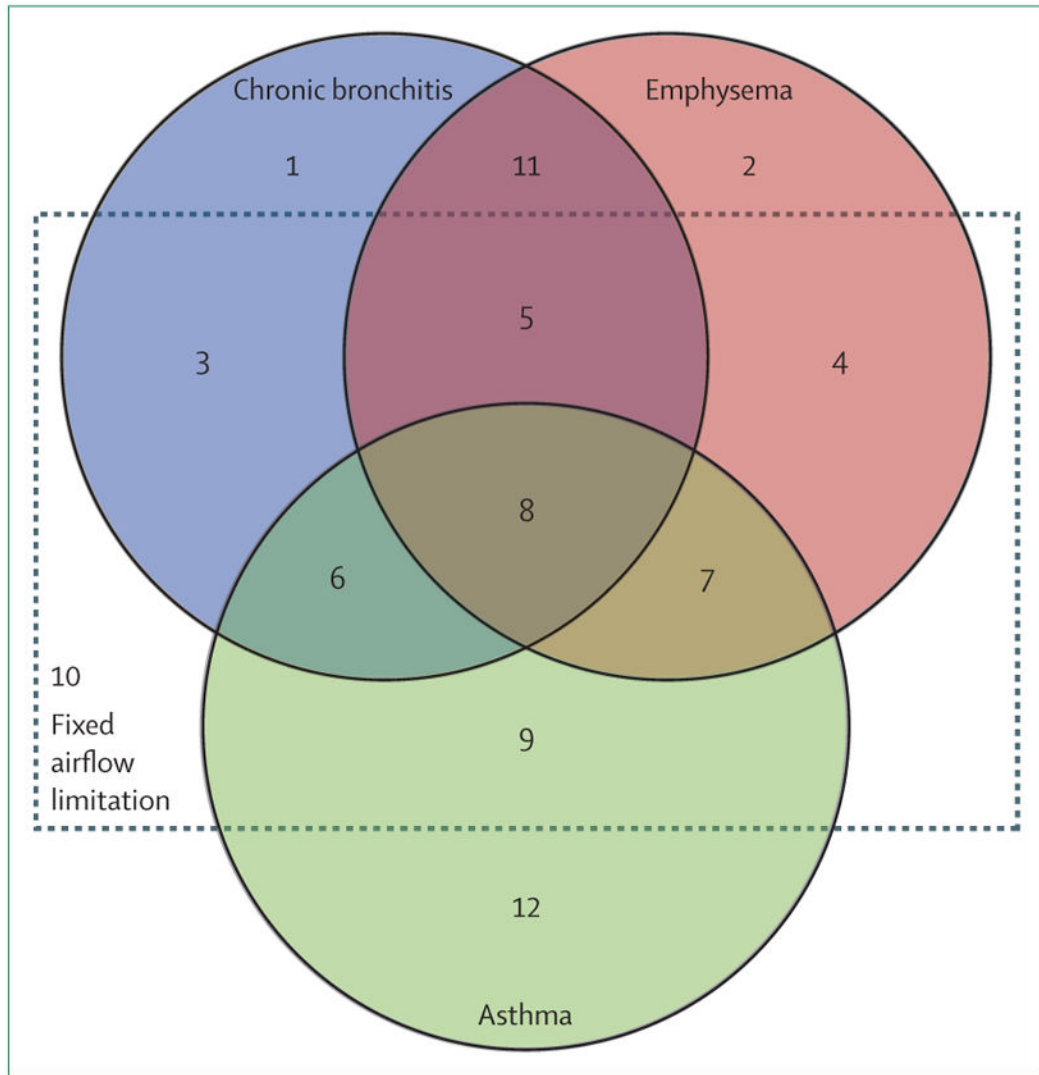 Chronic bronchitis
Emphysema
1
11
2
5
3
4
8
6
7
10
Fixed
airflow
limitation
9
12
Asthma